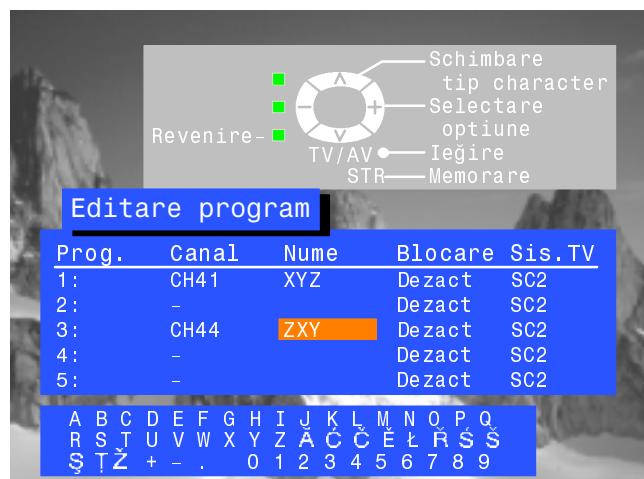 Schimbare
tip character
Selectare
optiune
Revenire
TV/AV Ieğire
STR Memorare
Editare program
Prog. Canal Nume Blocare Sis.TV
1: CH41 XYZ Dezact SC2
2: – Dezact SC2
3: CH44 ZXY Dezact SC2
4: – Dezact SC2
5: – Dezact SC2
A B C D E F G H I J K L M N O P Q
R S T U V W X Y Z Ă Ć Č Ě Ł Ř Ś Š
Ş Ţ Ž + – . 0 1 2 3 4 5 6 7 8 9